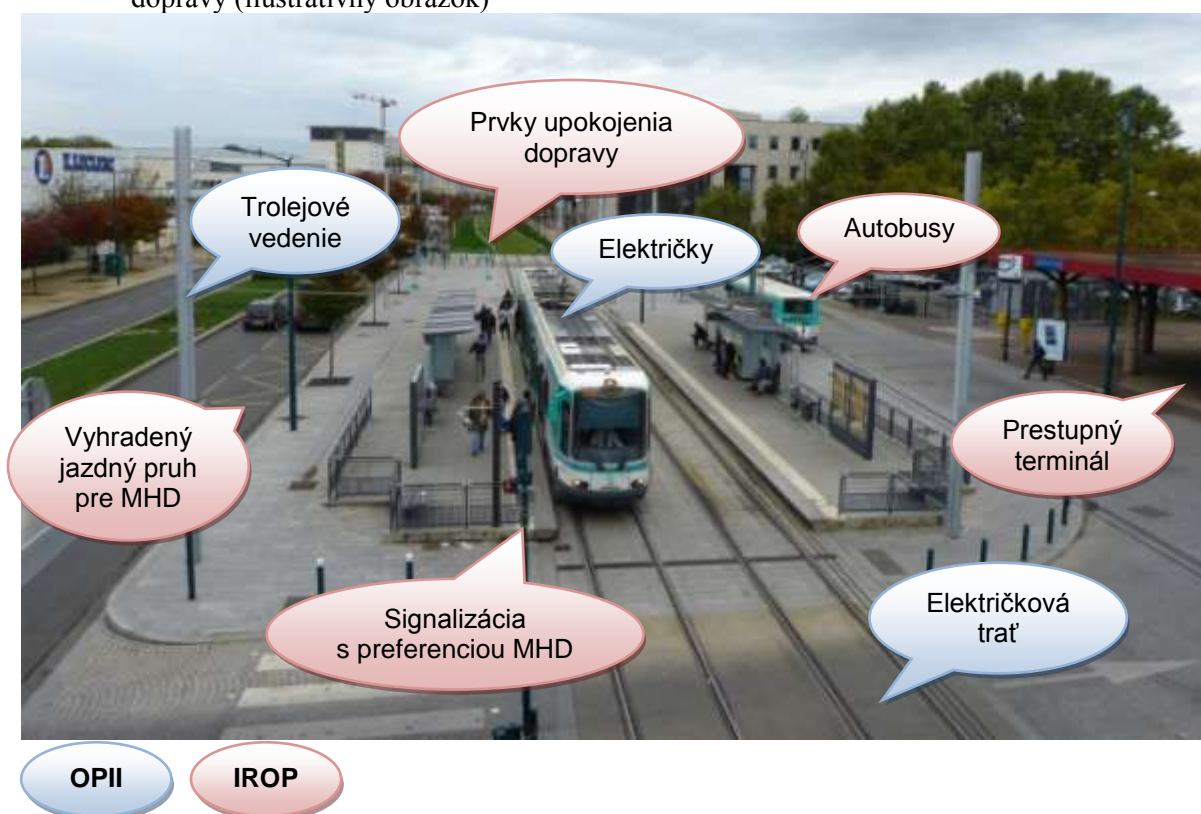 dopravy (ilustratívny obrázok)
Prvky upokojenia
dopravy
E.LECLERC
Trolejové
vedenie
Električky
Autobusy
Vyhradený
jazdný pruh
pre MHD
Prestupný
terminál
Signalizácia
s preferenciou MHD
Električková
trať
OPII
IROP